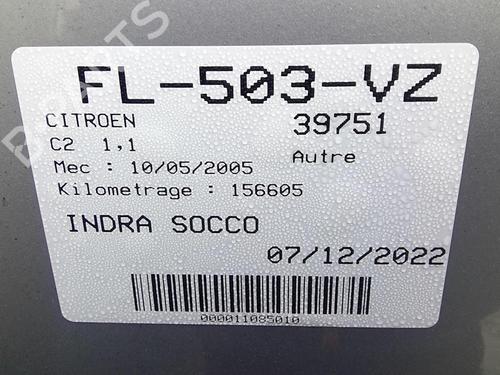 FL-503-VZ
CITROEN 39751
C2 1,1 Autre
Mec : 10/05/2005
Kilometrage : 156605
INDRA SOCCO
07/12/2022
000011085010